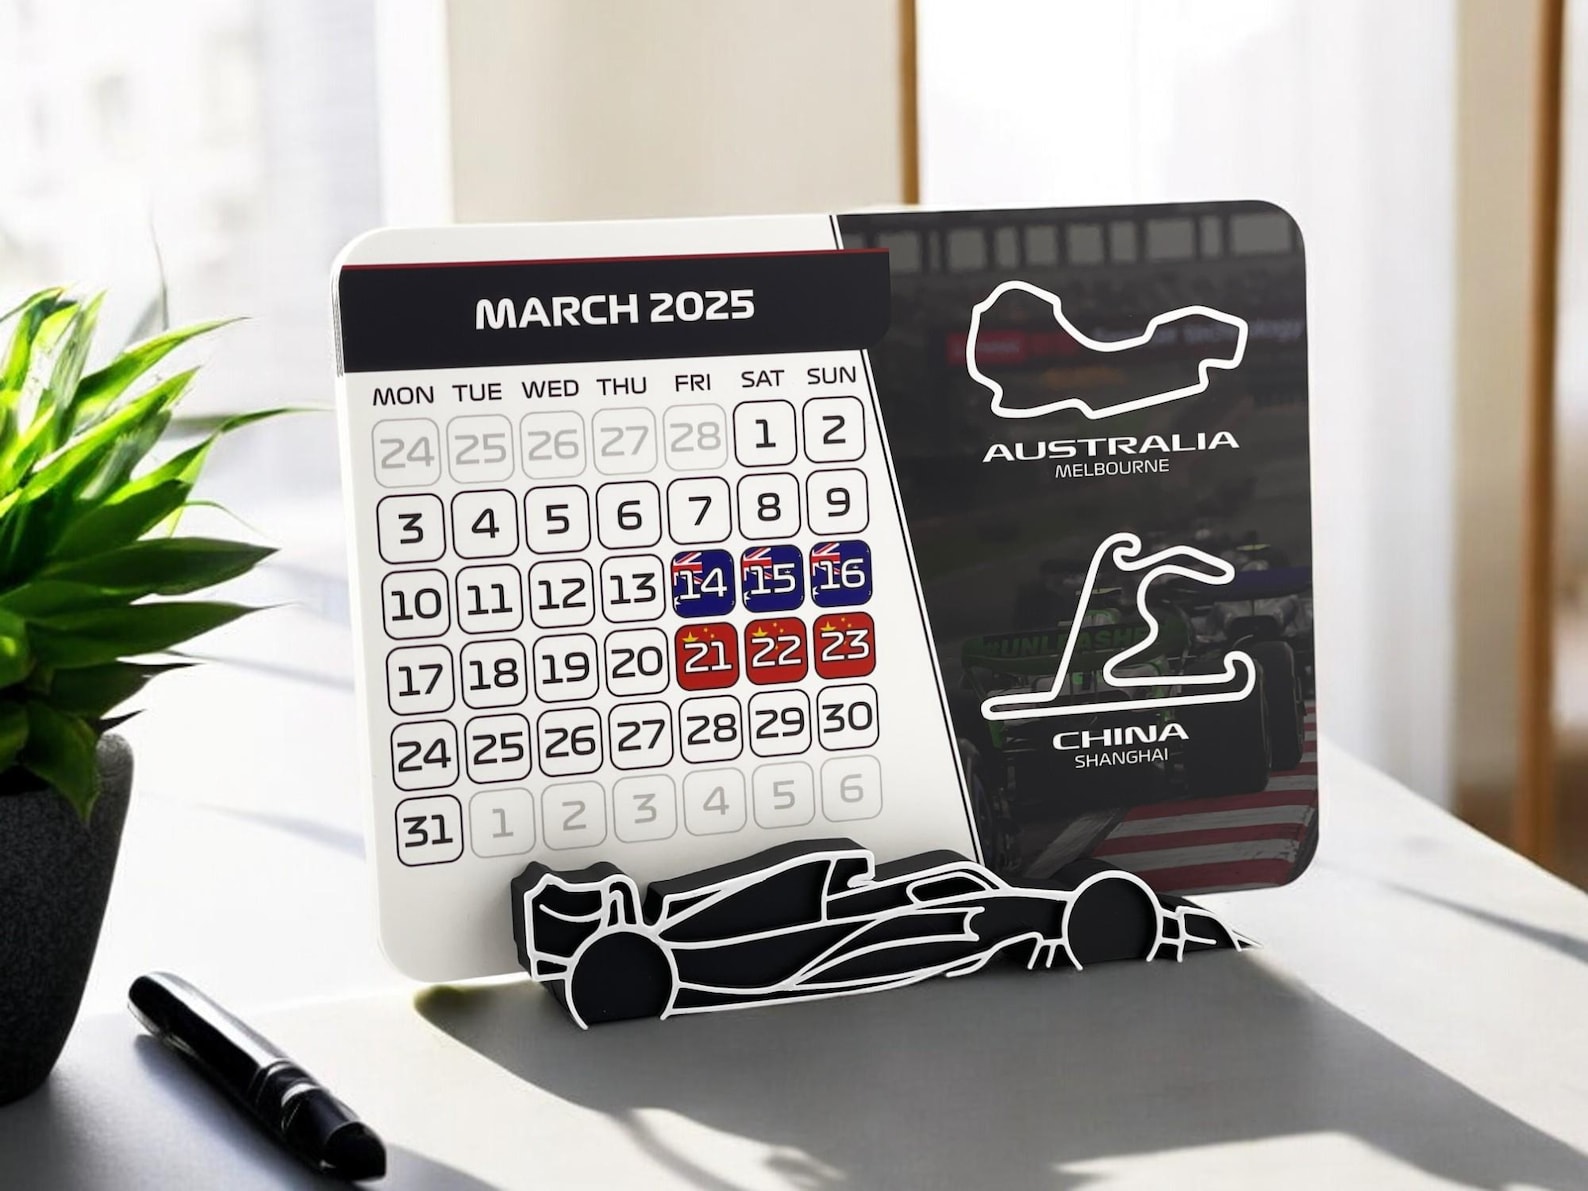 MARCH 2025
MON TUE WED THU FRI SAT SUN
24 25 26 27 28 1 2
3 4 5 6 7 8 9
10 11 12 13 14 15 16
17 18 19 20 21 22 23
24 25 26 27 28 29 30
31 1 2 3 4 5 6
AUSTRALIA
MELBOURNE
UNLEASH
CHINA
SHANGHAI